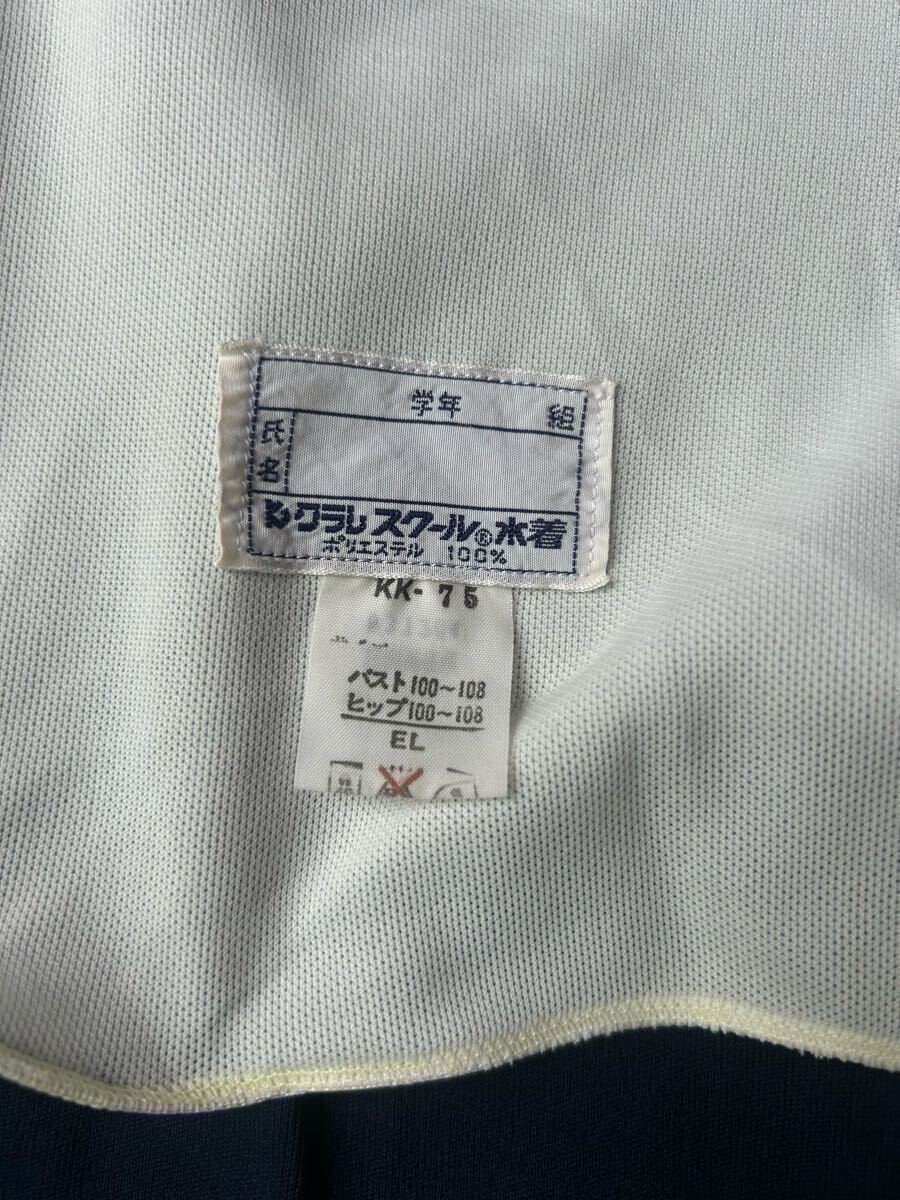 学年 組
氏名
クラレスクール®水着
ポリエステル 100%
KK-75
バスト100〜108
ヒップ100〜108
EL